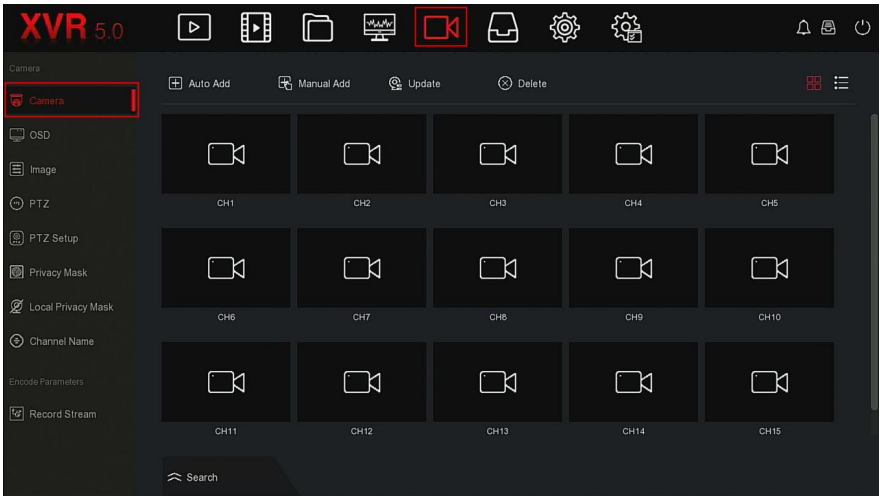 XVR 5.0
Camera
Camera
OSD
Image
PTZ
PTZ Setup
Privacy Mask
Local Privacy Mask
Channel Name
Encode Parameters
Record Stream
Auto Add Manual Add Update Delete
CH1 CH2 CH3 CH4 CH5
CH6 CH7 CH8 CH9 CH10
CH11 CH12 CH13 CH14 CH15
Search